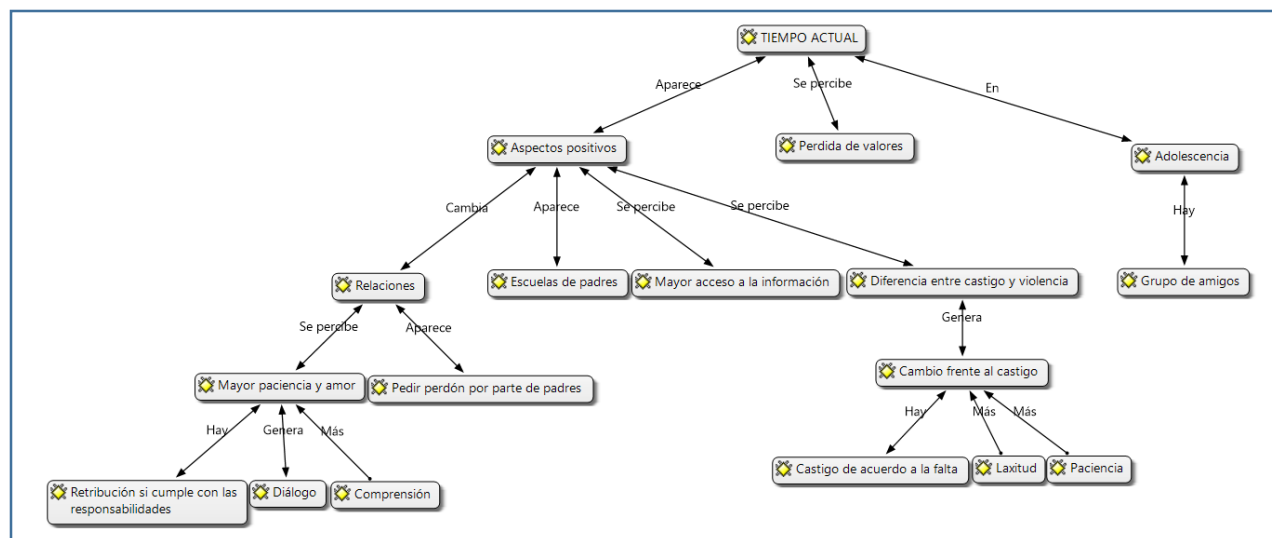 TIEMPO ACTUAL
Aparece
Se percibe
En
Aspectos positivos
Perdida de valores
Adolescencia
Cambia
Aparece
Se percibe
Se percibe
Hay
Relaciones
Escuelas de padres
Mayor acceso a la información
Diferencia entre castigo y violencia
Grupo de amigos
Se percibe
Aparece
Genera
Mayor paciencia y amor
Pedir perdón por parte de padres
Cambio frente al castigo
Hay
Genera
Más
Hay
Más
Más
Retribución si cumple con las
responsabilidades
Diálogo
Comprensión
Castigo de acuerdo a la falta
Laxitud
Paciencia